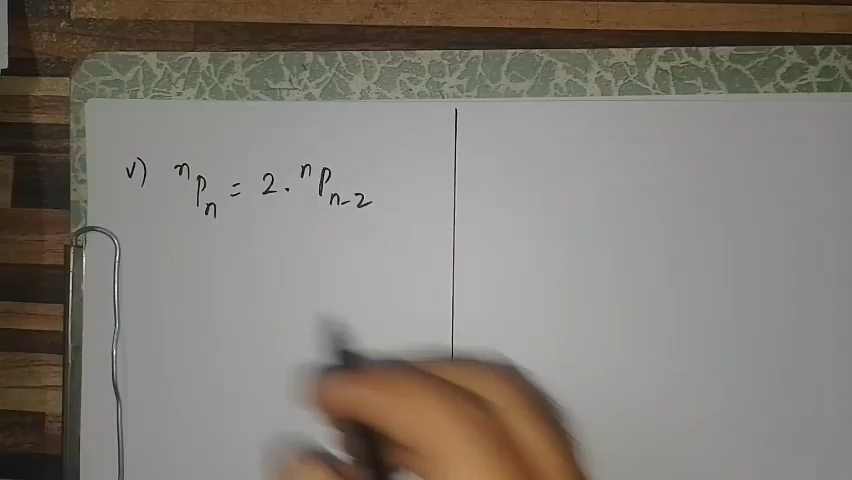 v) ⁿPₙ = 2 · ⁿPₙ₋₂